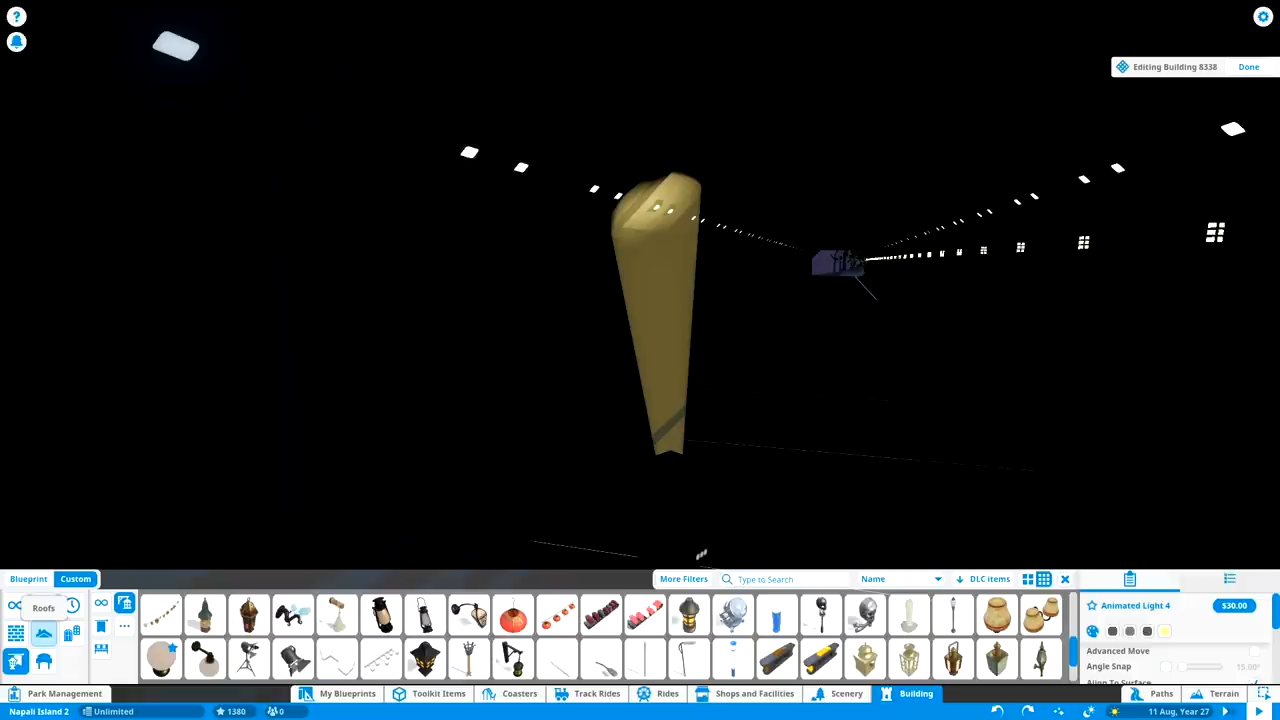 ?
Editing Building 8338 Done
Blueprint Custom More Filters Type to Search Name DLC items
Roofs
Animated Light 4 $30.00
Advanced Move
Angle Snap 15.00°
Align To Surface
Park Management My Blueprints Toolkit Items Coasters Track Rides Rides Shops and Facilities Scenery Building Paths Terrain
Napali Island 2 Unlimited 1380 0 11 Aug, Year 27